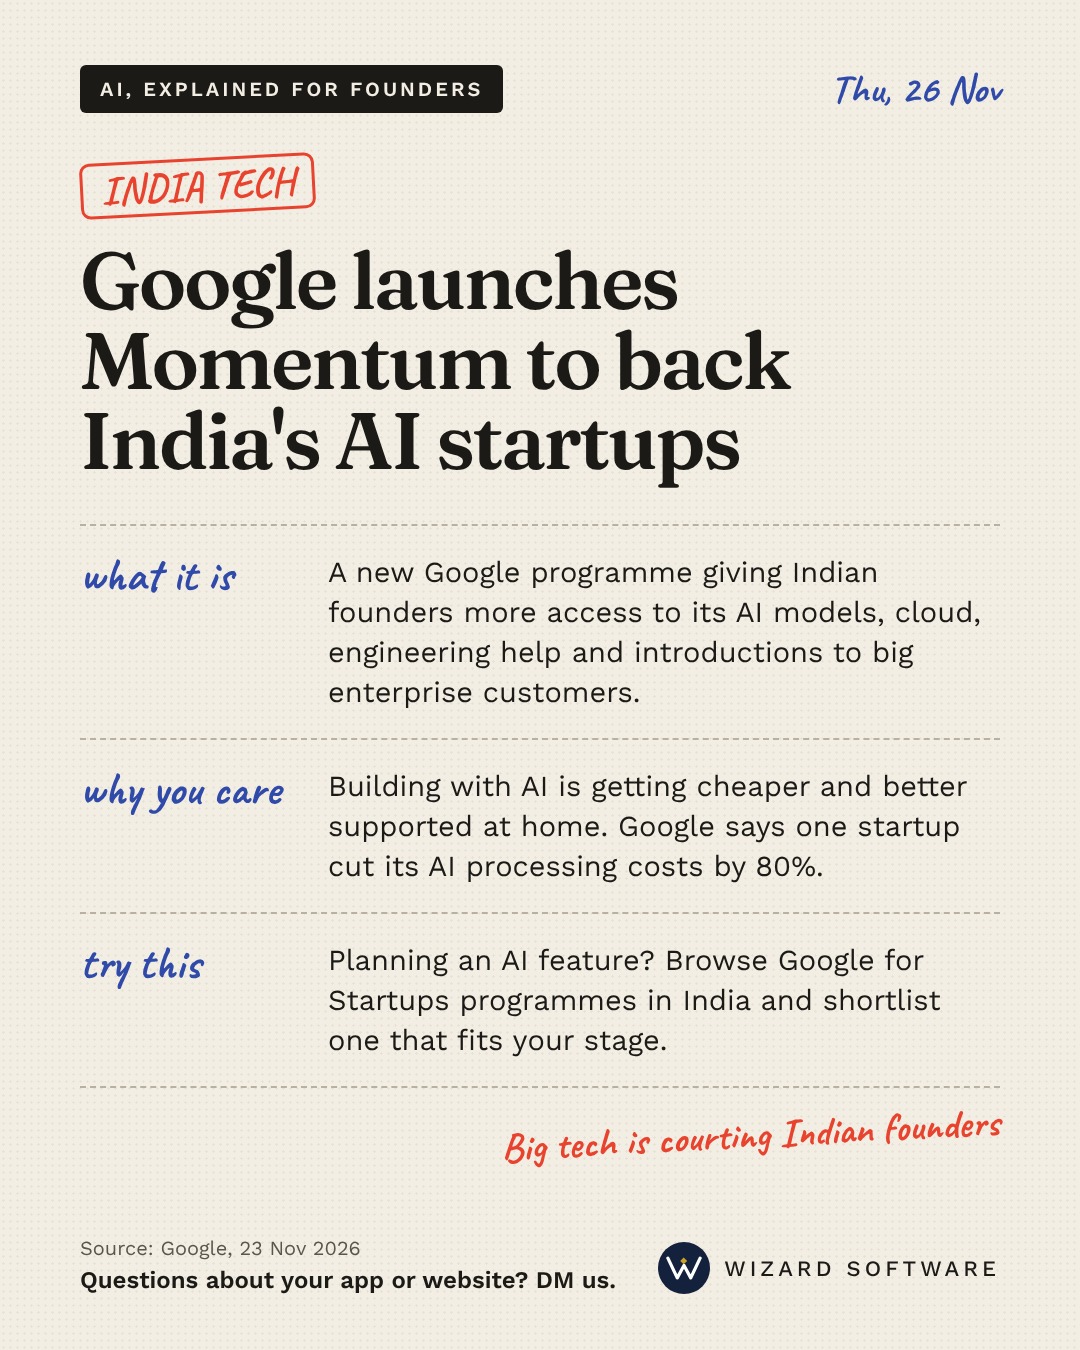 AI, EXPLAINED FOR FOUNDERS
Thu, 26 Nov
INDIA TECH
Google launches
Momentum to back
India's AI startups
what it is
A new Google programme giving Indian
founders more access to its AI models, cloud,
engineering help and introductions to big
enterprise customers.
why you care
Building with AI is getting cheaper and better
supported at home. Google says one startup
cut its AI processing costs by 80%.
try this
Planning an AI feature? Browse Google for
Startups programmes in India and shortlist
one that fits your stage.
Big tech is courting Indian founders
Source: Google, 23 Nov 2026
Questions about your app or website? DM us.
W WIZARD SOFTWARE